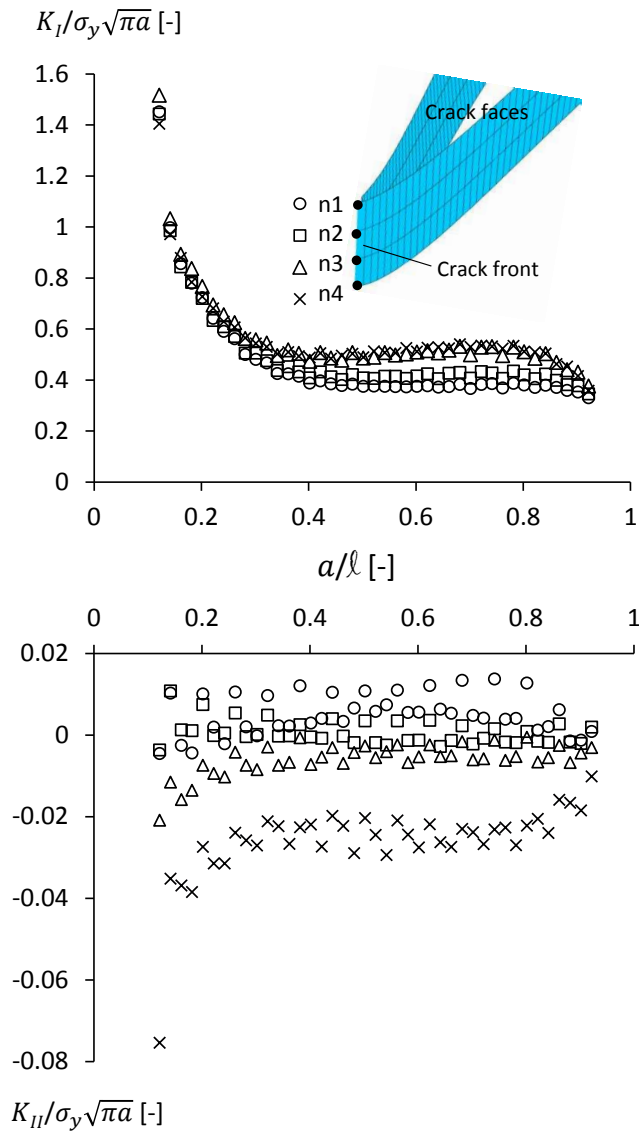 K_I/σ_y√πa [-]
1.6
1.4
1.2
1
0.8
0.6
0.4
0.2
0
Crack faces
n1
n2
n3
n4
Crack front
0 0.2 0.4 0.6 0.8 1
a/ℓ [-]
0 0.2 0.4 0.6 0.8 1
0.02
0
-0.02
-0.04
-0.06
-0.08
K_II/σ_y√πa [-]